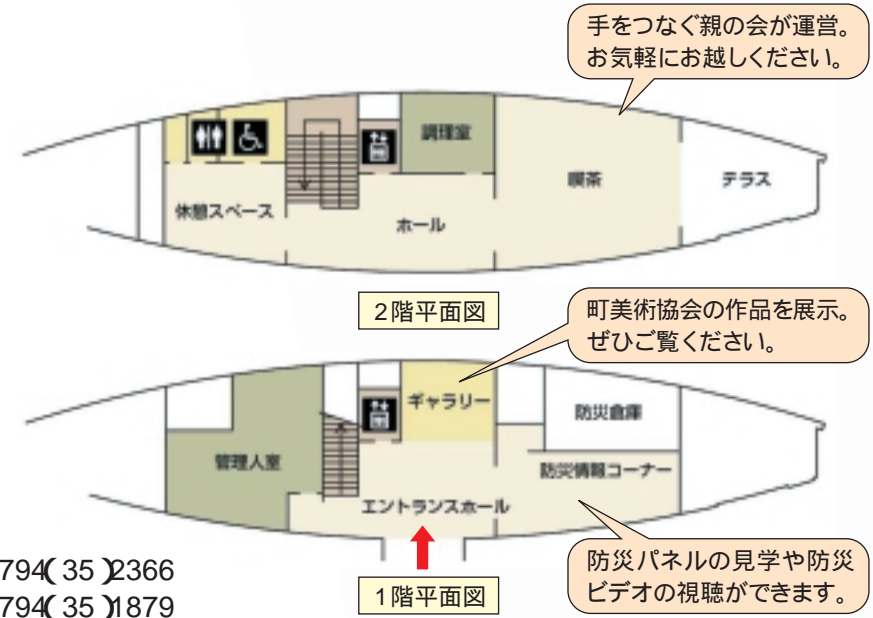 手をつなぐ親の会が運営。
お気軽にお越しください。
調理室
喫茶
テラス
休憩スペース
ホール
2階平面図
町美術協会の作品を展示。
ぜひご覧ください。
ギャラリー
防災倉庫
管理人室
防災情報コーナー
エントランスホール
防災パネルの見学や防災
ビデオの視聴ができます。
1階平面図
794(35)2366
794(35)1879